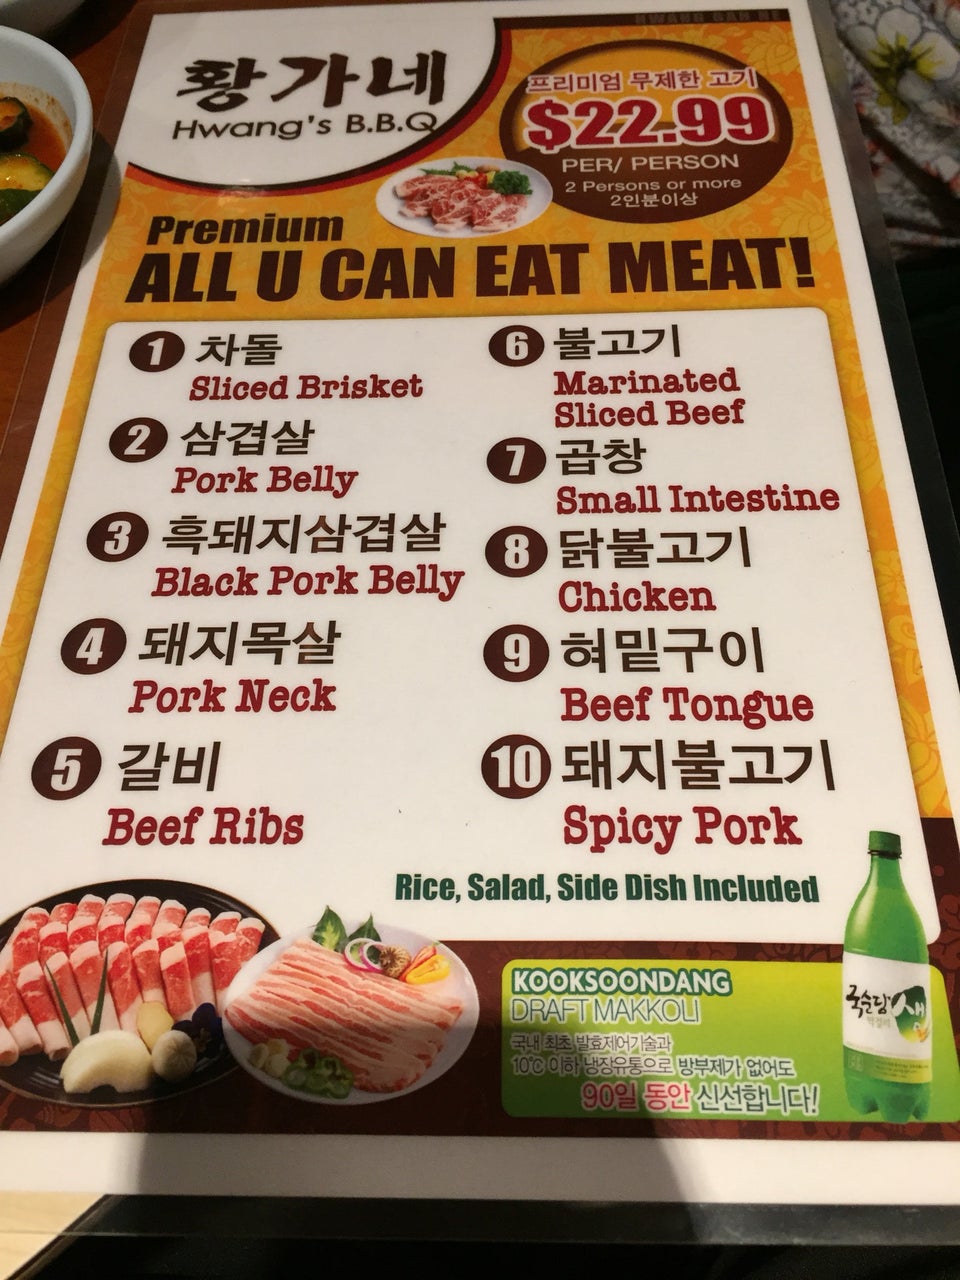 황가네
Hwang's B.B.Q
프리미엄 무제한 고기
$22.99
PER/ PERSON
2 Persons or more
2인분이상
Premium
ALL U CAN EAT MEAT!
1 차돌
Sliced Brisket
2 삼겹살
Pork Belly
3 흑돼지삼겹살
Black Pork Belly
4 돼지목살
Pork Neck
5 갈비
Beef Ribs
6 불고기
Marinated
Sliced Beef
7 곱창
Small Intestine
8 닭불고기
Chicken
9 혀밑구이
Beef Tongue
10 돼지불고기
Spicy Pork
Rice, Salad, Side Dish Included
KOOKSOONDANG
DRAFT MAKKOLI
국내 최초 발효제어기술과
10℃ 이하 냉장유통으로 방부제가 없어도
90일 동안 신선합니다!
국순당 생
막걸리